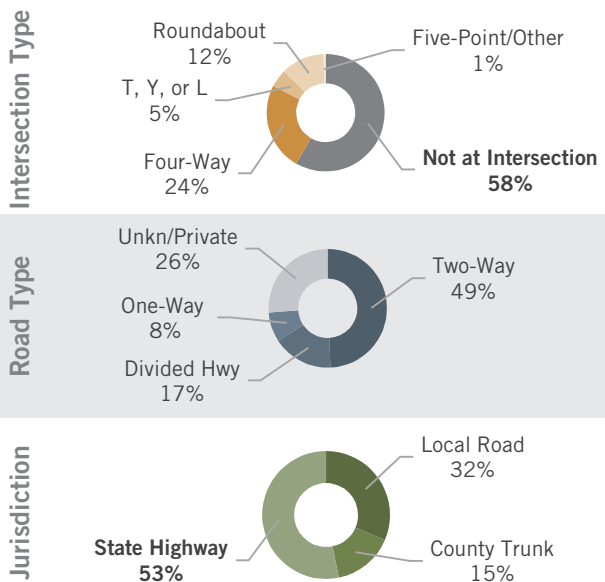 Intersection Type
Roundabout
12%
Five-Point/Other
1%
T, Y, or L
5%
Four-Way
24%
Not at Intersection
58%
Road Type
Unkn/Private
26%
Two-Way
49%
One-Way
8%
Divided Hwy
17%
Jurisdiction
Local Road
32%
State Highway
53%
County Trunk
15%